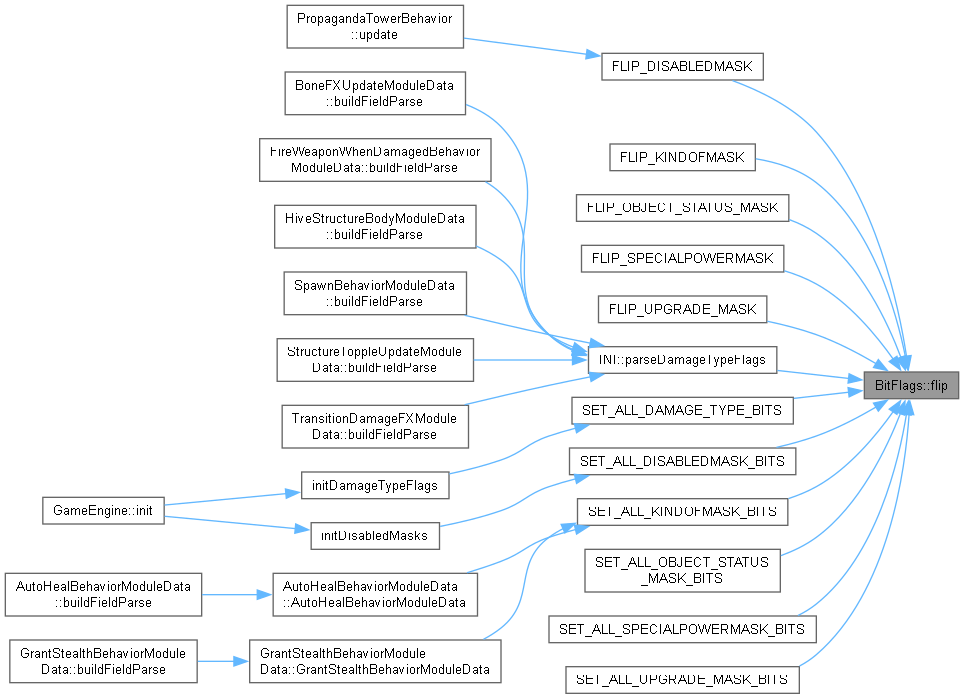 PropagandaTowerBehavior
::update
FLIP_DISABLEDMASK
BoneFXUpdateModuleData
::buildFieldParse
FireWeaponWhenDamagedBehavior
ModuleData::buildFieldParse
FLIP_KINDOFMASK
HiveStructureBodyModuleData
::buildFieldParse
FLIP_OBJECT_STATUS_MASK
FLIP_SPECIALPOWERMASK
SpawnBehaviorModuleData
::buildFieldParse
FLIP_UPGRADE_MASK
StructureToppleUpdateModule
Data::buildFieldParse
INI::parseDamageTypeFlags
BitFlags::flip
TransitionDamageFXModule
Data::buildFieldParse
SET_ALL_DAMAGE_TYPE_BITS
SET_ALL_DISABLEDMASK_BITS
initDamageTypeFlags
GameEngine::init
SET_ALL_KINDOFMASK_BITS
initDisabledMasks
SET_ALL_OBJECT_STATUS
_MASK_BITS
AutoHealBehaviorModuleData
::buildFieldParse
AutoHealBehaviorModuleData
::AutoHealBehaviorModuleData
SET_ALL_SPECIALPOWERMASK_BITS
GrantStealthBehaviorModule
Data::buildFieldParse
GrantStealthBehaviorModule
Data::GrantStealthBehaviorModuleData
SET_ALL_UPGRADE_MASK_BITS